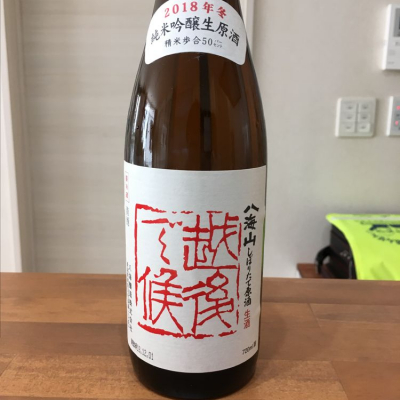 2018年冬
純米吟醸生原酒
精米歩合50
八海山しぼりたて原酒 生酒
越後
で候
720ml